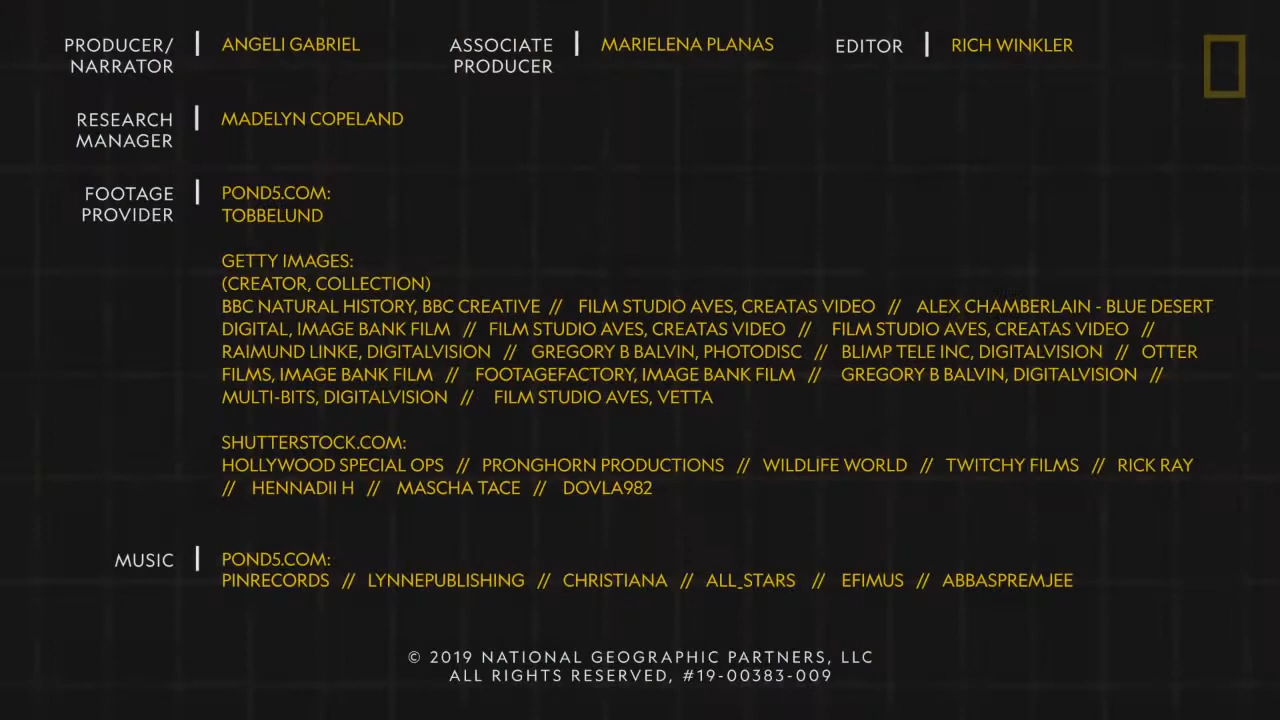 PRODUCER/ NARRATOR | ANGELI GABRIEL
ASSOCIATE PRODUCER | MARIELENA PLANAS
EDITOR | RICH WINKLER
RESEARCH MANAGER | MADELYN COPELAND
FOOTAGE PROVIDER | POND5.COM:
TOBBELUND
GETTY IMAGES:
(CREATOR, COLLECTION)
BBC NATURAL HISTORY, BBC CREATIVE // FILM STUDIO AVES, CREATAS VIDEO // ALEX CHAMBERLAIN - BLUE DESERT
DIGITAL, IMAGE BANK FILM // FILM STUDIO AVES, CREATAS VIDEO // FILM STUDIO AVES, CREATAS VIDEO //
RAIMUND LINKE, DIGITALVISION // GREGORY B BALVIN, PHOTODISC // BLIMP TELE INC, DIGITALVISION // OTTER
FILMS, IMAGE BANK FILM // FOOTAGEFACTORY, IMAGE BANK FILM // GREGORY B BALVIN, DIGITALVISION //
MULTI-BITS, DIGITALVISION // FILM STUDIO AVES, VETTA
SHUTTERSTOCK.COM:
HOLLYWOOD SPECIAL OPS // PRONGHORN PRODUCTIONS // WILDLIFE WORLD // TWITCHY FILMS // RICK RAY
// HENNADII H // MASCHA TACE // DOVLA982
MUSIC | POND5.COM:
PINRECORDS // LYNNEPUBLISHING // CHRISTIANA // ALL_STARS // EFIMUS // ABBASPREMJEE
© 2019 NATIONAL GEOGRAPHIC PARTNERS, LLC
ALL RIGHTS RESERVED, #19-00383-009